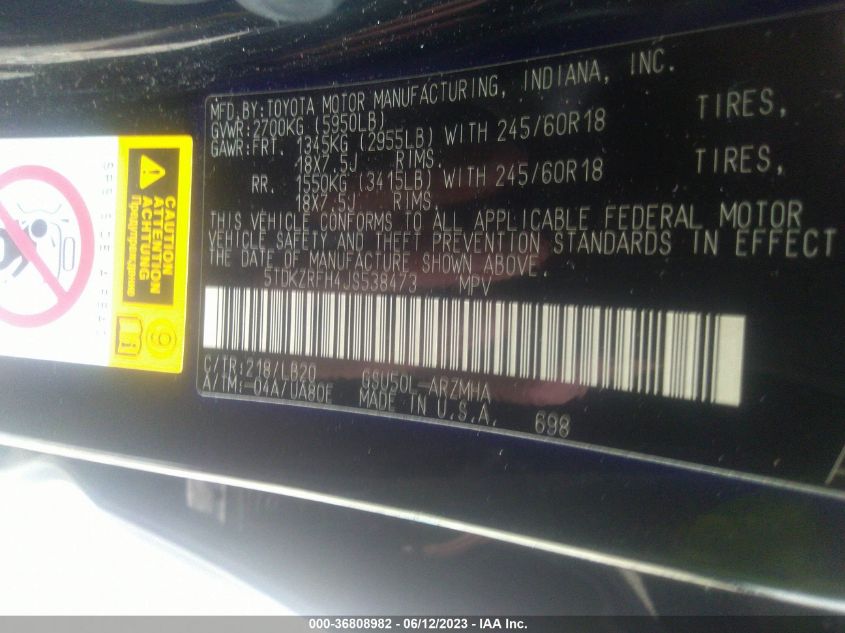 MFD.BY:TOYOTA MOTOR MANUFACTURING, INDIANA, INC.
GVWR:2700KG (5950LB)
GAWR:FRT. 1345KG (2955LB) WITH 245/60R18 TIRES,
18X7.5J RIMS.
RR. 1550KG (3415LB) WITH 245/60R18 TIRES,
18X7.5J RIMS.
THIS VEHICLE CONFORMS TO ALL APPLICABLE FEDERAL MOTOR
VEHICLE SAFETY AND THEFT PREVENTION STANDARDS IN EFFECT
THE DATE OF MANUFACTURE SHOWN ABOVE.
5TDKZRFH4JS538473 MPV
C/TR:218/LB20 GSU50L-ARZMHA
A/TM:-04A/UA80E MADE IN U.S.A. 698
CAUTION
ATTENTION
ACHTUNG
Предупреждение
000-36808982 - 06/12/2023 - IAA Inc.